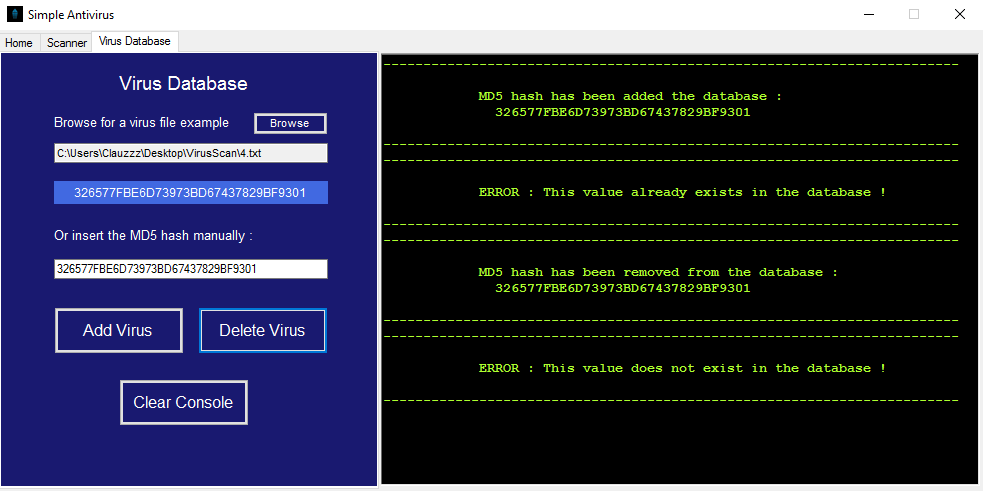 Simple Antivirus
Home Scanner Virus Database
Virus Database
Browse for a virus file example Browse
C:\Users\Clauzzz\Desktop\VirusScan\4.txt
326577FBE6D73973BD67437829BF9301
Or insert the MD5 hash manually :
326577FBE6D73973BD67437829BF9301
Add Virus Delete Virus
Clear Console
--------------------------------------------------------------------------------
MD5 hash has been added the database :
326577FBE6D73973BD67437829BF9301
--------------------------------------------------------------------------------
--------------------------------------------------------------------------------
ERROR : This value already exists in the database !
--------------------------------------------------------------------------------
--------------------------------------------------------------------------------
MD5 hash has been removed from the database :
326577FBE6D73973BD67437829BF9301
--------------------------------------------------------------------------------
--------------------------------------------------------------------------------
ERROR : This value does not exist in the database !
--------------------------------------------------------------------------------